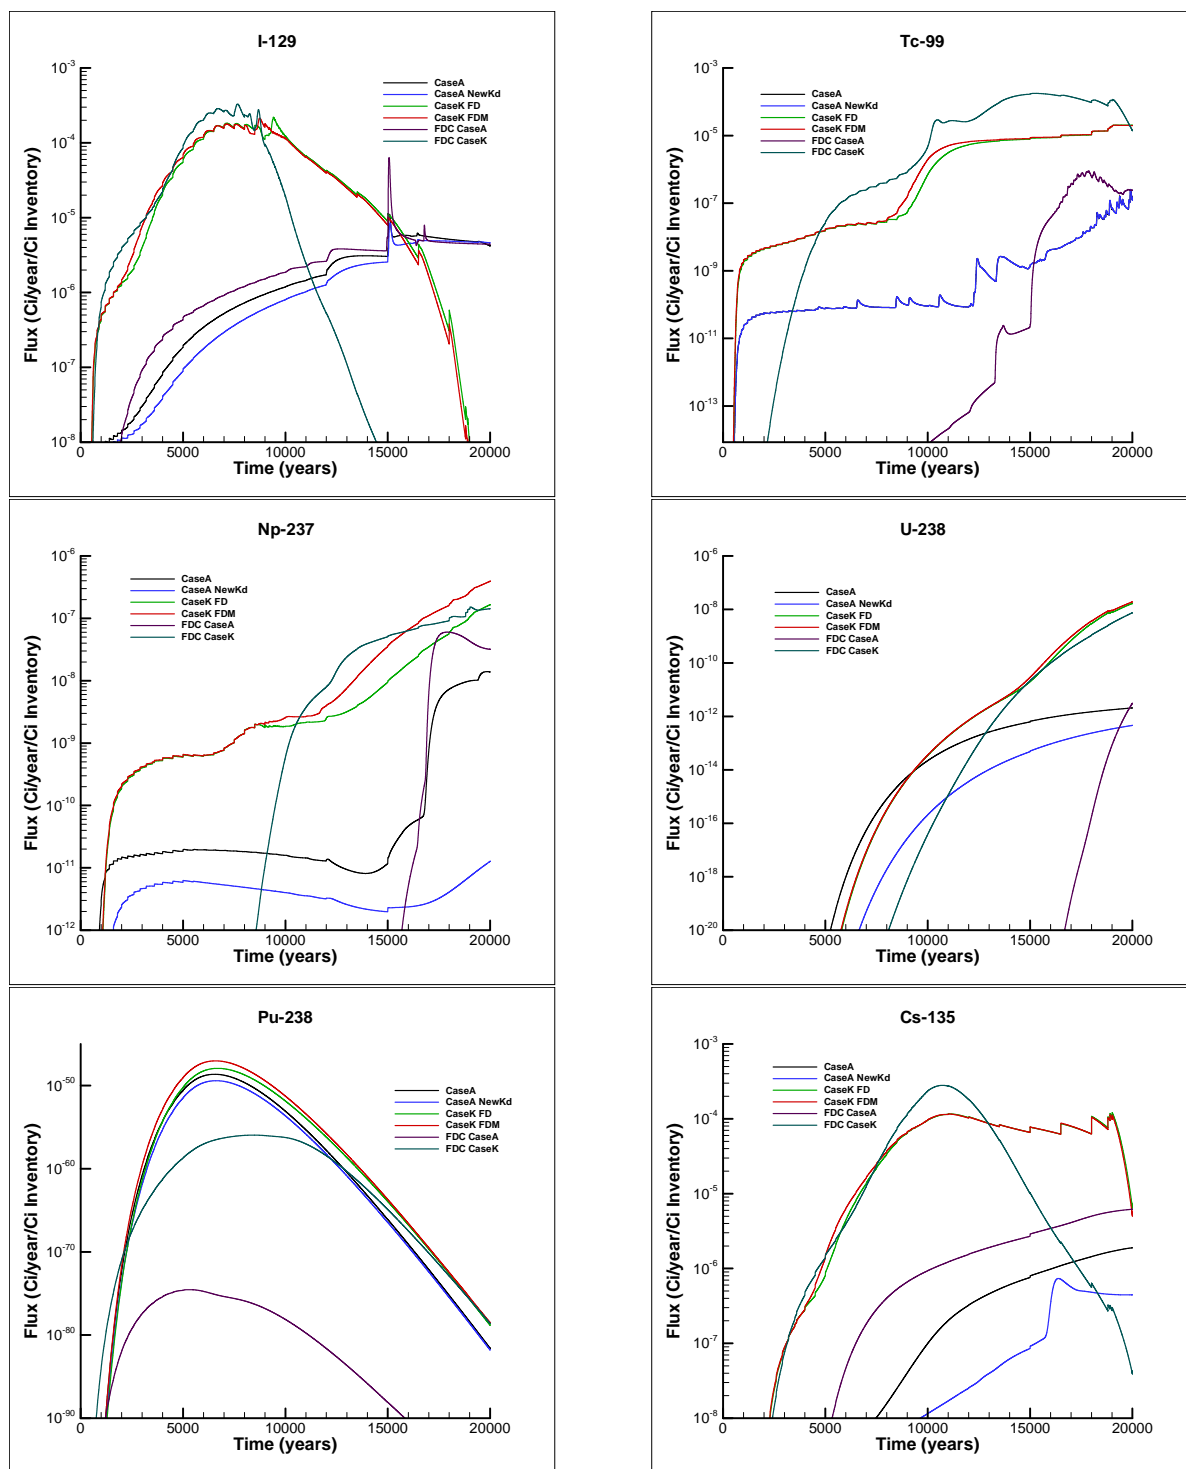 I-129
Flux (Ci/year/Ci Inventory)
10-3
10-4
10-5
10-6
10-7
10-8
CaseA
CaseA NewKd
CaseK FD
CaseK FDM
FDC CaseA
FDC CaseK
0 5000 10000 15000 20000
Time (years)
Tc-99
Flux (Ci/year/Ci Inventory)
10-3
10-5
10-7
10-9
10-11
10-13
CaseA
CaseA NewKd
CaseK FD
CaseK FDM
FDC CaseA
FDC CaseK
0 5000 10000 15000 20000
Time (years)
Np-237
Flux (Ci/year/Ci Inventory)
10-6
10-7
10-8
10-9
10-10
10-11
10-12
CaseA
CaseA NewKd
CaseK FD
CaseK FDM
FDC CaseA
FDC CaseK
0 5000 10000 15000 20000
Time (years)
U-238
Flux (Ci/year/Ci Inventory)
10-6
10-8
10-10
10-12
10-14
10-16
10-18
10-20
CaseA
CaseA NewKd
CaseK FD
CaseK FDM
FDC CaseA
FDC CaseK
0 5000 10000 15000 20000
Time (years)
Pu-238
Flux (Ci/year/Ci Inventory)
10-50
10-60
10-70
10-80
10-90
CaseA
CaseA NewKd
CaseK FD
CaseK FDM
FDC CaseA
FDC CaseK
0 5000 10000 15000 20000
Time (years)
Cs-135
Flux (Ci/year/Ci Inventory)
10-3
10-4
10-5
10-6
10-7
10-8
CaseA
CaseA NewKd
CaseK FD
CaseK FDM
FDC CaseA
FDC CaseK
0 5000 10000 15000 20000
Time (years)